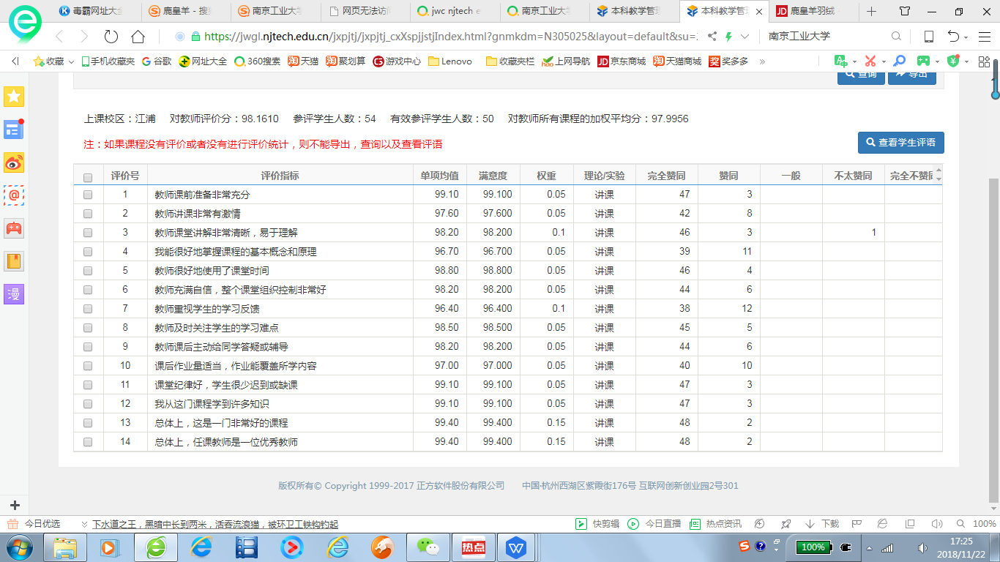 毒霸网址大全
鹿皇羊 - 搜
南京工业大学
网页无法访
jwc njtech e
南京工业大学
本科教学管理
本科教学管理
鹿皇羊羽绒
https://jwgl.njtech.edu.cn/jxpjtj/jxpjtj_cxXspjjstjIndex.html?gnmkdm=N305025&layout=default&su=
南京工业大学
收藏 手机收藏夹 谷歌 网址大全 360搜索 天猫 聚划算 游戏中心 Lenovo 收藏夹栏 上网导航 京东商城 天猫商城 奖多多 »
查询 导出
上课校区：江浦 对教师评价分：98.1610 参评学生人数：54 有效参评学生人数：50 对教师所有课程的加权平均分：97.9956
注：如果课程没有评价或者没有进行评价统计，则不能导出，查询以及查看评语
查看学生评语
评价号 评价指标 单项均值 满意度 权重 理论/实验 完全赞同 赞同 一般 不太赞同 完全不赞同
1 教师课前准备非常充分 99.10 99.100 0.05 讲课 47 3
2 教师讲课非常有激情 97.60 97.600 0.05 讲课 42 8
3 教师课堂讲解非常清晰，易于理解 98.20 98.200 0.1 讲课 46 3 1
4 我能很好地掌握课程的基本概念和原理 96.70 96.700 0.05 讲课 39 11
5 教师很好地使用了课堂时间 98.80 98.800 0.05 讲课 46 4
6 教师充满自信，整个课堂组织控制非常好 98.20 98.200 0.05 讲课 44 6
7 教师重视学生的学习反馈 96.40 96.400 0.1 讲课 38 12
8 教师及时关注学生的学习难点 98.50 98.500 0.05 讲课 45 5
9 教师课后主动给同学答疑或辅导 98.20 98.200 0.05 讲课 44 6
10 课后作业量适当，作业能覆盖所学内容 97.00 97.000 0.05 讲课 40 10
11 课堂纪律好，学生很少迟到或缺课 99.10 99.100 0.05 讲课 47 3
12 我从这门课程学到许多知识 99.10 99.100 0.05 讲课 47 3
13 总体上，这是一门非常好的课程 99.40 99.400 0.15 讲课 48 2
14 总体上，任课教师是一位优秀教师 99.40 99.400 0.15 讲课 48 2
漫
版权所有© Copyright 1999-2017 正方软件股份有限公司 中国·杭州西湖区紫霞街176号 互联网创新创业园2号301
今日优选 下水道之王，黑暗中长到两米，活吞流浪猫，被环卫工铁钩钓起 快剪辑 今日直播 热点资讯 下载 100%
热点
100%
17:25
2018/11/22